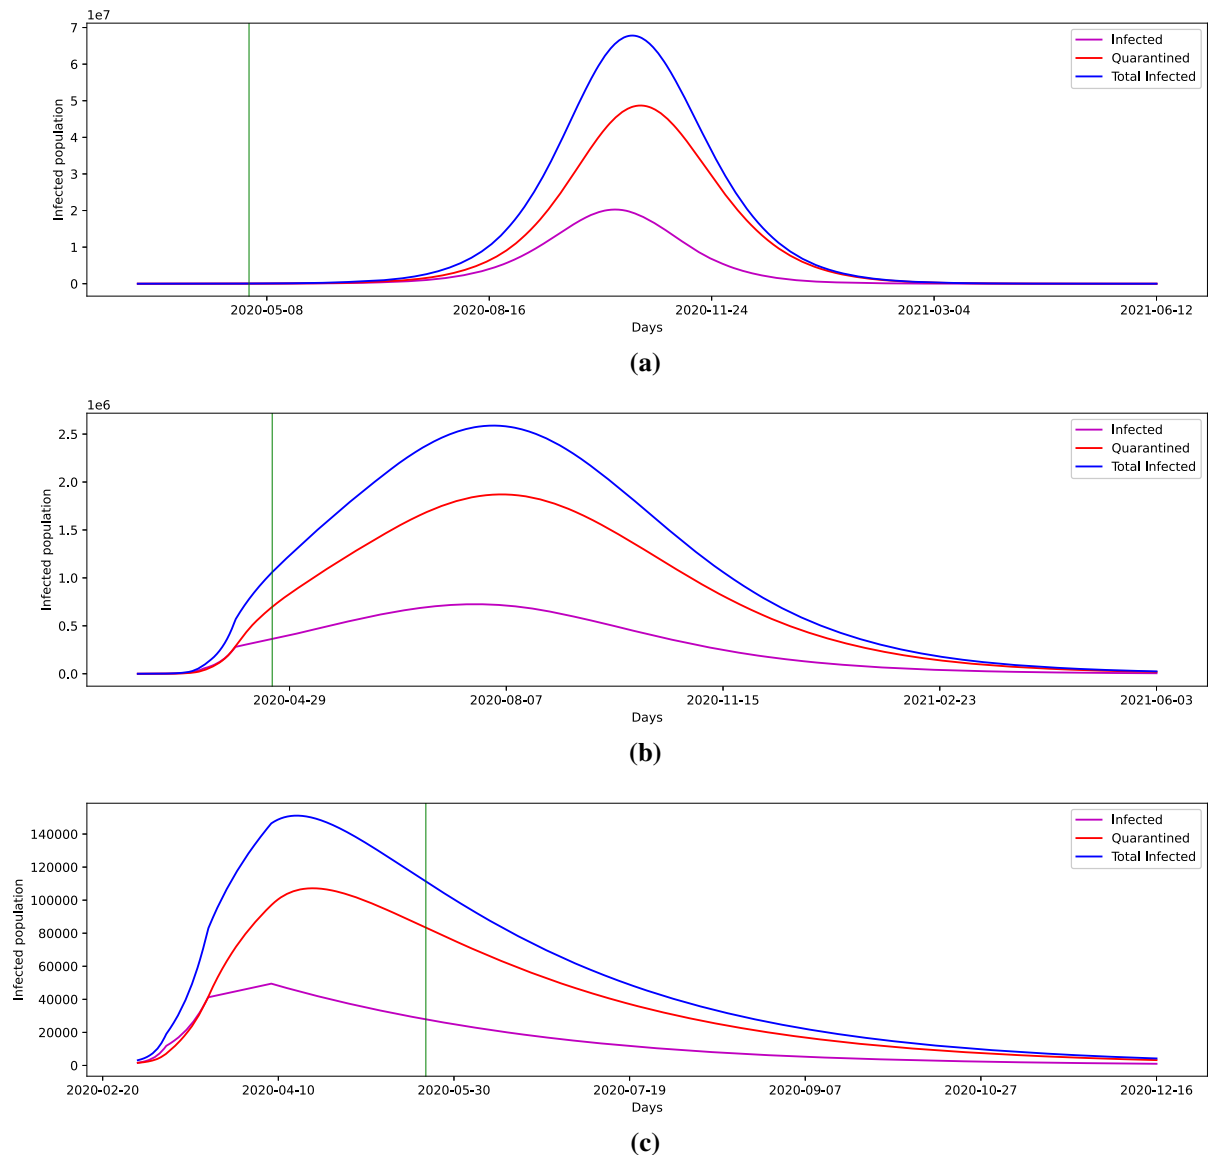 1e7
Infected population
7
6
5
4
3
2
1
0
Infected
Quarantined
Total Infected
2020-05-08 2020-08-16 2020-11-24 2021-03-04 2021-06-12
Days
(a)
1e6
Infected population
2.5
2.0
1.5
1.0
0.5
0.0
Infected
Quarantined
Total Infected
2020-04-29 2020-08-07 2020-11-15 2021-02-23 2021-06-03
Days
(b)
Infected population
140000
120000
100000
80000
60000
40000
20000
0
Infected
Quarantined
Total Infected
2020-02-20 2020-04-10 2020-05-30 2020-07-19 2020-09-07 2020-10-27 2020-12-16
Days
(c)